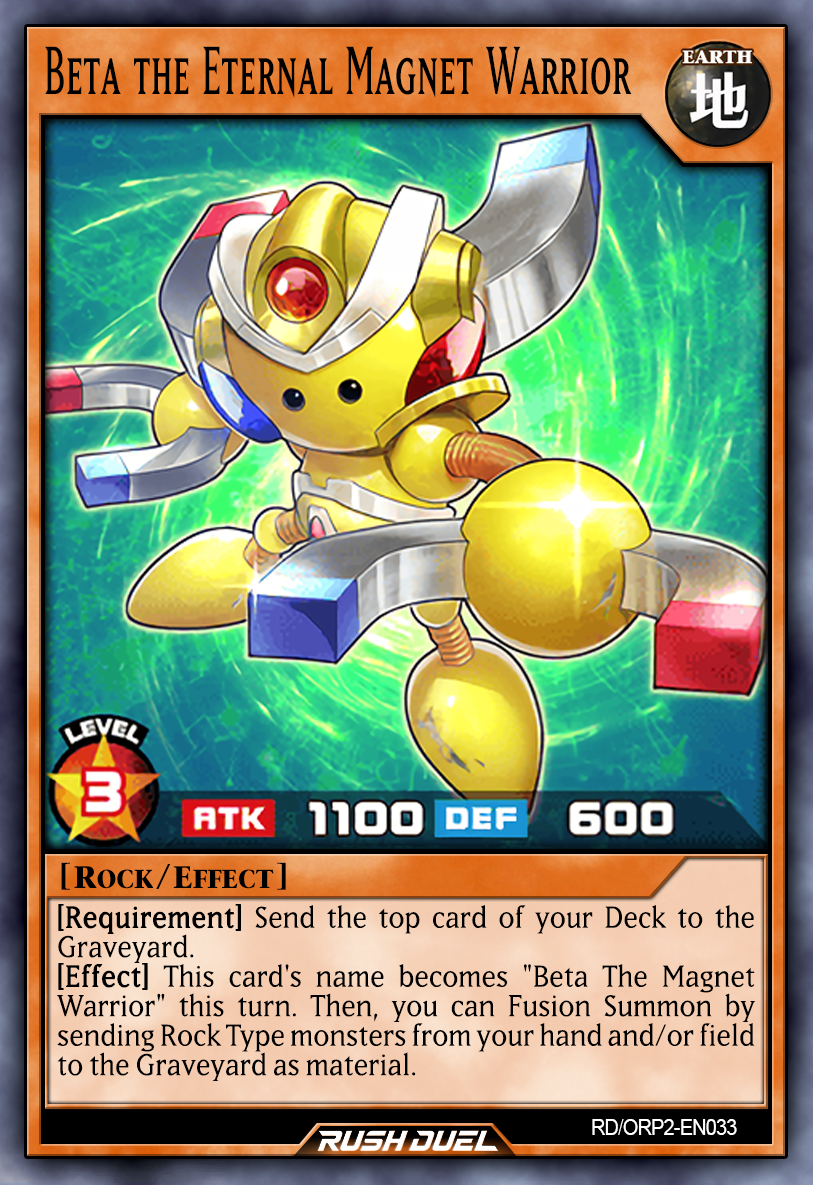 Beta the Eternal Magnet Warrior
EARTH
地
LEVEL
3
ATK 1100 DEF 600
[Rock/Effect]
[Requirement] Send the top card of your Deck to the
Graveyard.
[Effect] This card's name becomes "Beta The Magnet
Warrior" this turn. Then, you can Fusion Summon by
sending Rock Type monsters from your hand and/or field
to the Graveyard as material.
RUSH DUEL
RD/ORP2-EN033